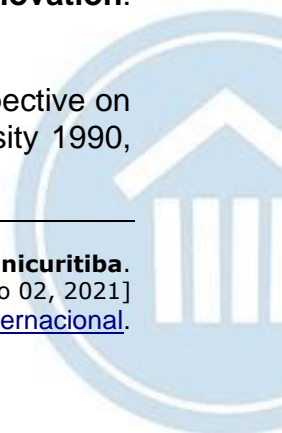 novation.
pective on
sity 1990,
nicuritiba.
o 02, 2021]
ernacional.